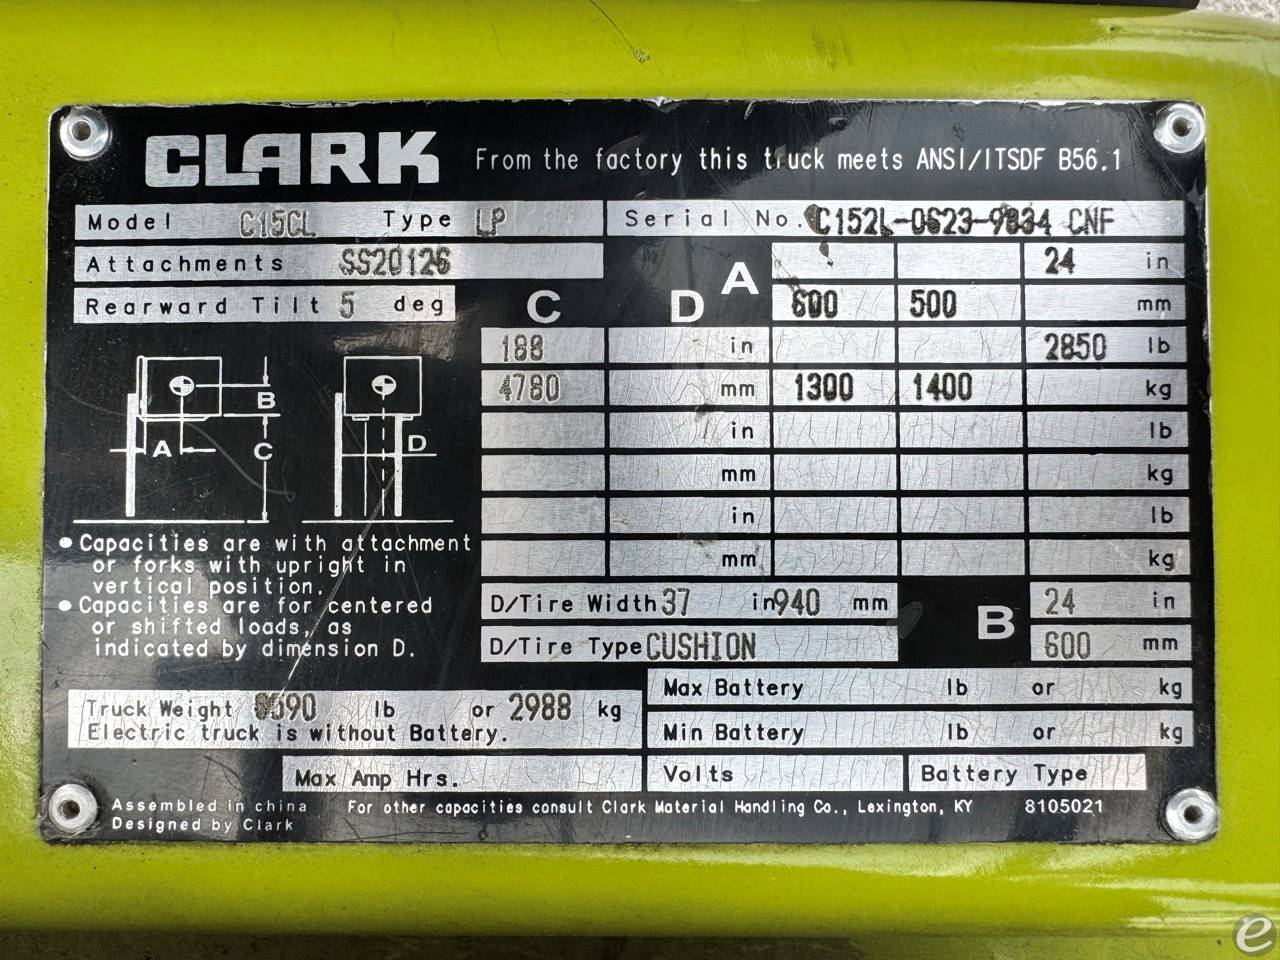 CLARK From the factory this truck meets ANSI/ITSDF B56.1
Model C15CL Type LP Serial No. C152L-0623-9834 CNF
Attachments SS20126
Rearward Tilt 5 deg
A 24 in
600 500 mm
C D
188 in 2850 lb
4780 mm 1300 1400 kg
in lb
mm kg
in lb
mm kg
B
A C
D
• Capacities are with attachment
or forks with upright in
vertical position.
• Capacities are for centered
or shifted loads, as
indicated by dimension D.
D/Tire Width 37 in 940 mm
D/Tire Type CUSHION
B 24 in
600 mm
Truck Weight lb or 2988 kg
Electric truck is without Battery.
Max Battery lb or kg
Min Battery lb or kg
Max Amp Hrs. Volts Battery Type
Assembled in china
Designed by Clark
For other capacities consult Clark Material Handling Co., Lexington, KY 8105021
e